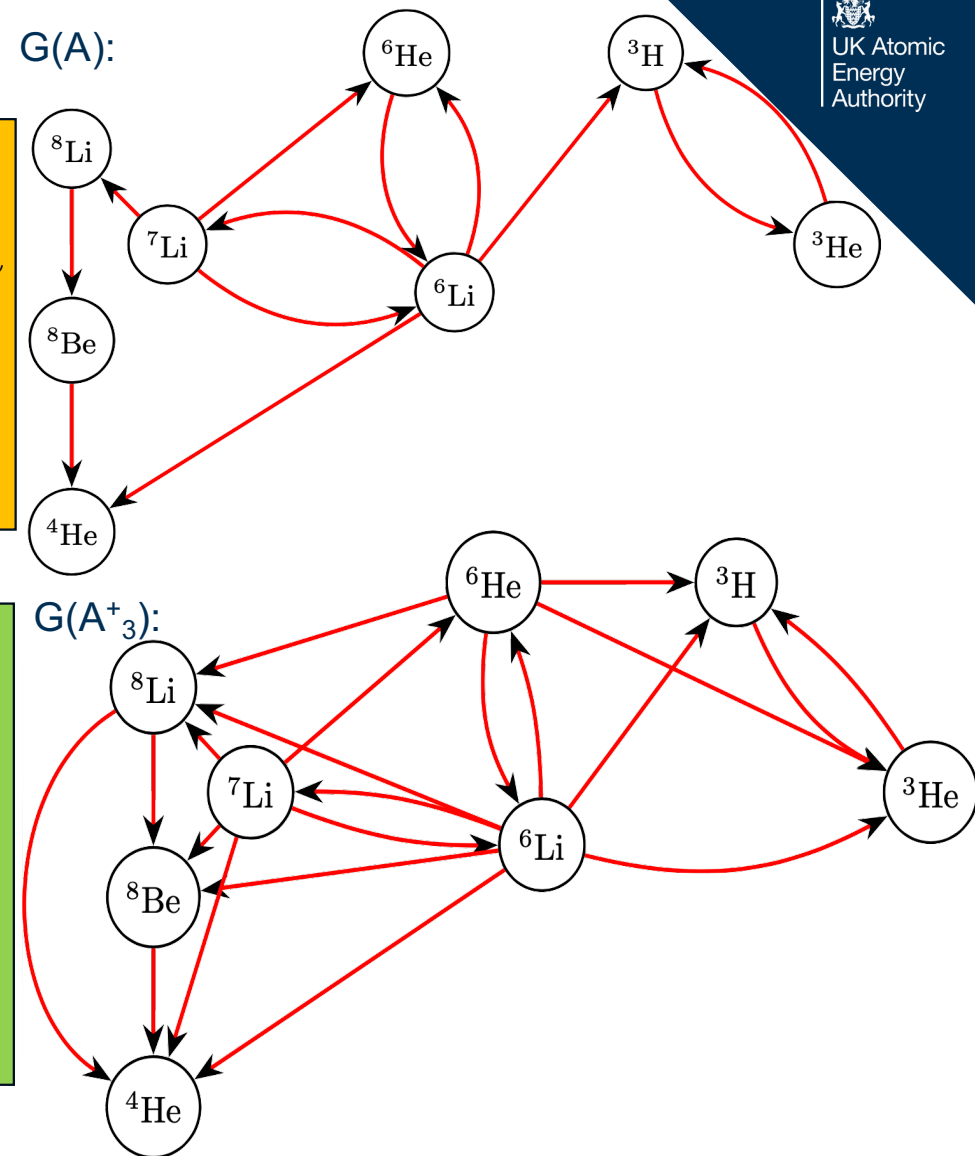 G(A):
UK Atomic
Energy
Authority
⁶He
³H
⁸Li
⁷Li
³He
⁶Li
⁸Be
⁴He
G(A⁺₃):
⁶He
³H
⁸Li
⁷Li
³He
⁶Li
⁸Be
⁴He